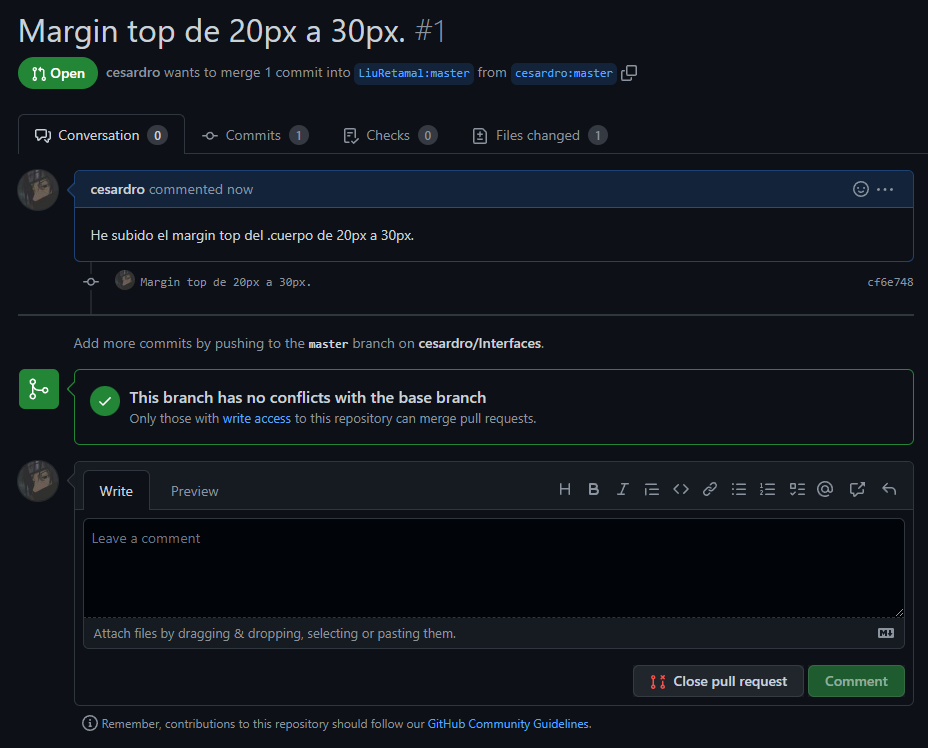 Margin top de 20px a 30px. #1
Open cesardro wants to merge 1 commit into LiuRetamal:master from cesardro:master
Conversation 0 Commits 1 Checks 0 Files changed 1
cesardro commented now
He subido el margin top del .cuerpo de 20px a 30px.
Margin top de 20px a 30px. cf6e748
Add more commits by pushing to the master branch on cesardro/Interfaces.
This branch has no conflicts with the base branch
Only those with write access to this repository can merge pull requests.
Write Preview
Leave a comment
Attach files by dragging & dropping, selecting or pasting them.
Close pull request Comment
Remember, contributions to this repository should follow our GitHub Community Guidelines.